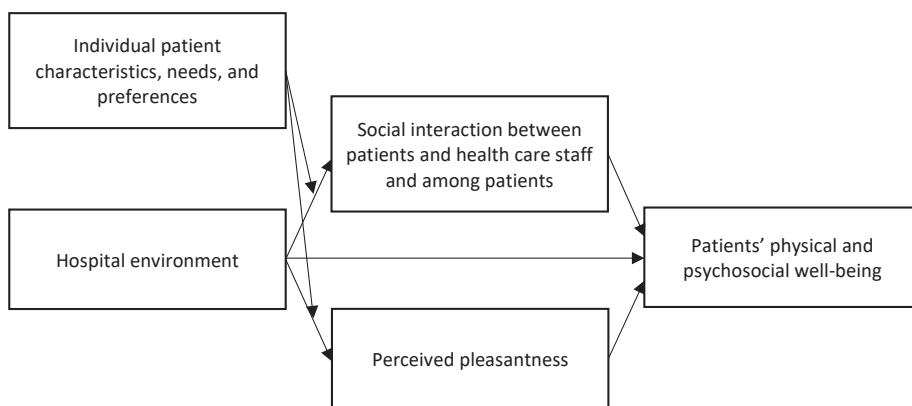 Individual patient
characteristics, needs, and
preferences
Social interaction between
patients and health care staff
and among patients
Hospital environment
Patients’ physical and
psychosocial well-being
Perceived pleasantness